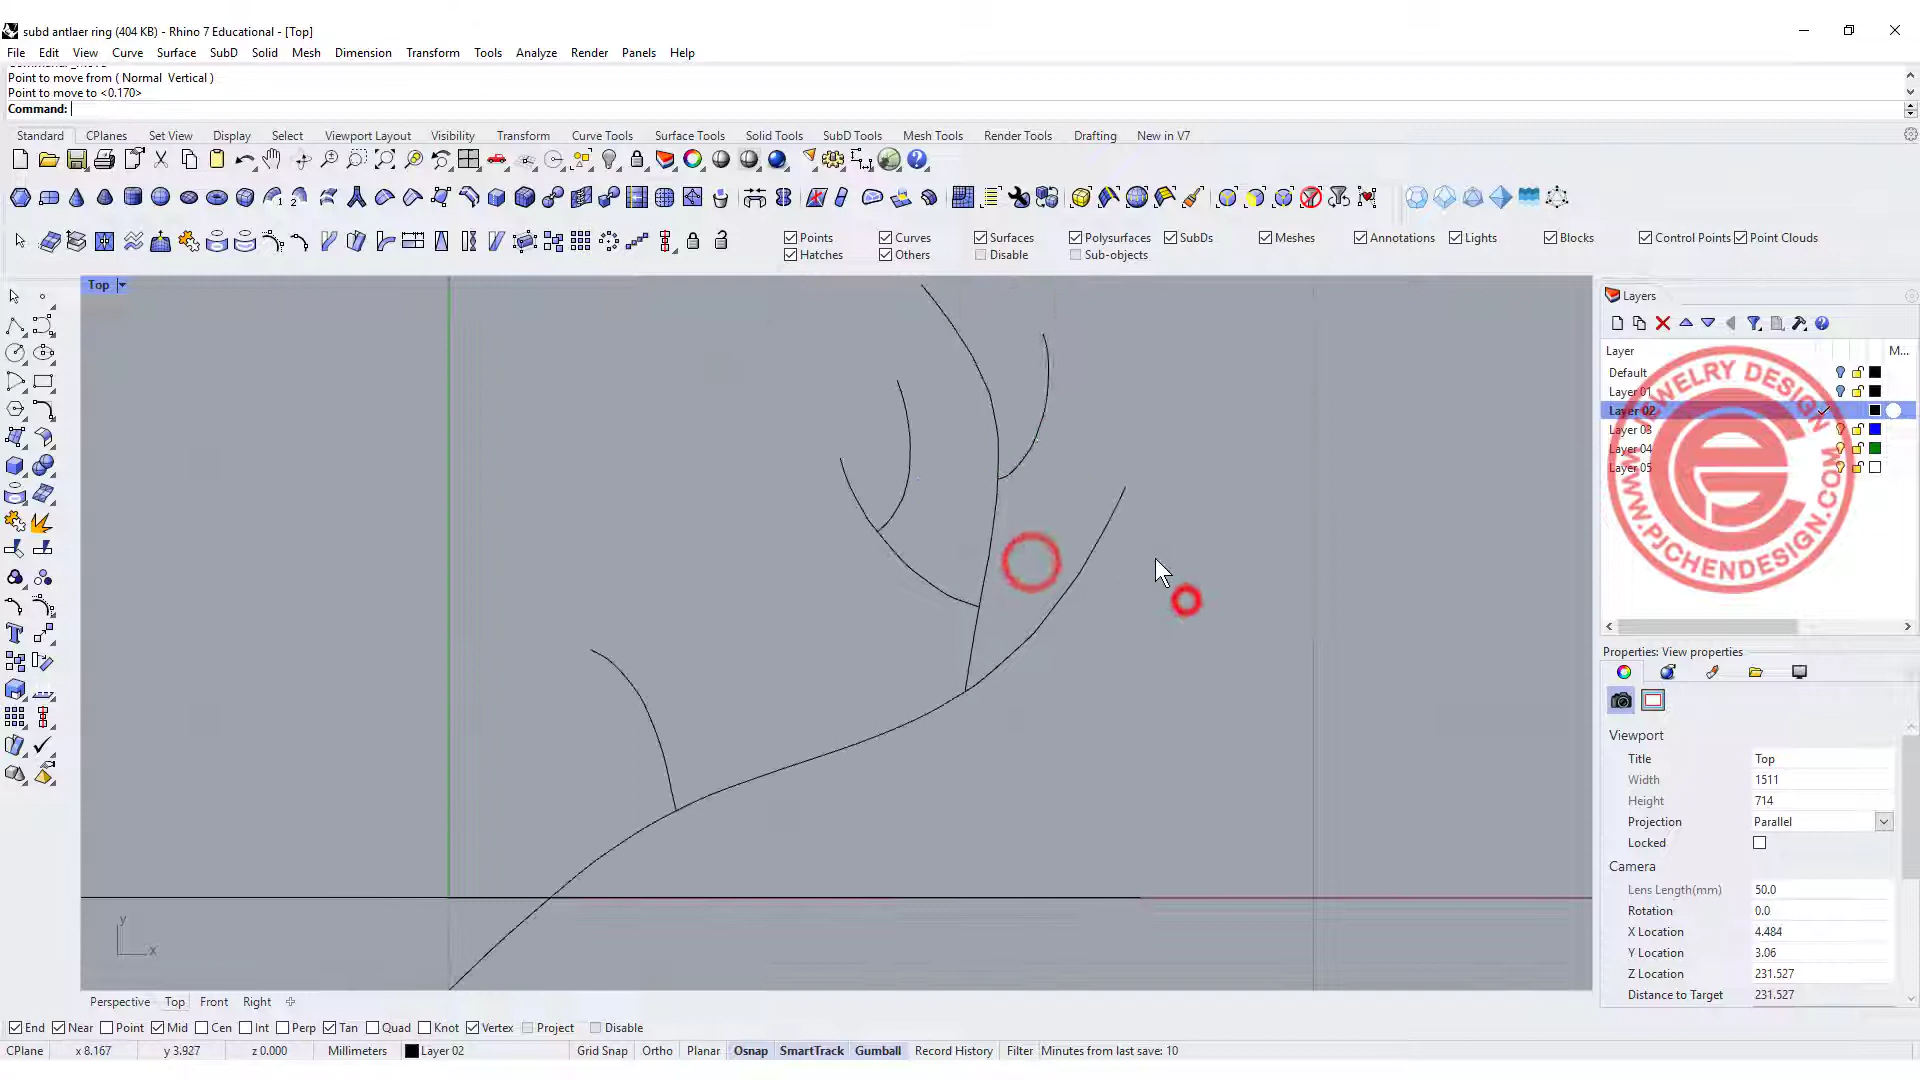 subd antlaer ring (404 KB) - Rhino 7 Educational - [Top]
File Edit View Curve Surface SubD Solid Mesh Dimension Transform Tools Analyze Render Panels Help
Point to move from ( Normal Vertical )
Point to move to <0.170>
Command:
Standard CPlanes Set View Display Select Viewport Layout Visibility Transform Curve Tools Surface Tools Solid Tools SubD Tools Mesh Tools Render Tools Drafting New in V7
Points Curves Surfaces Polysurfaces SubDs Meshes Annotations Lights Blocks Control Points Point Clouds
Hatches Others Disable Sub-objects
Top
Layers
Layer M...
Default
Layer 01
Layer 02
Layer 03
Layer 04
Layer 05
JEWELRY DESIGN
WWW.PJCHENDESIGN.COM
Properties: View properties
Viewport
Title Top
Width 1511
Height 714
Projection Parallel
Locked
Camera
Lens Length(mm) 50.0
Rotation 0.0
X Location 4.484
Y Location 3.06
Z Location 231.527
Distance to Target 231.527
y
x
Perspective Top Front Right
End Near Point Mid Cen Int Perp Tan Quad Knot Vertex Project Disable
CPlane x 8.167 y 3.927 z 0.000 Millimeters Layer 02 Grid Snap Ortho Planar Osnap SmartTrack Gumball Record History Filter Minutes from last save: 10